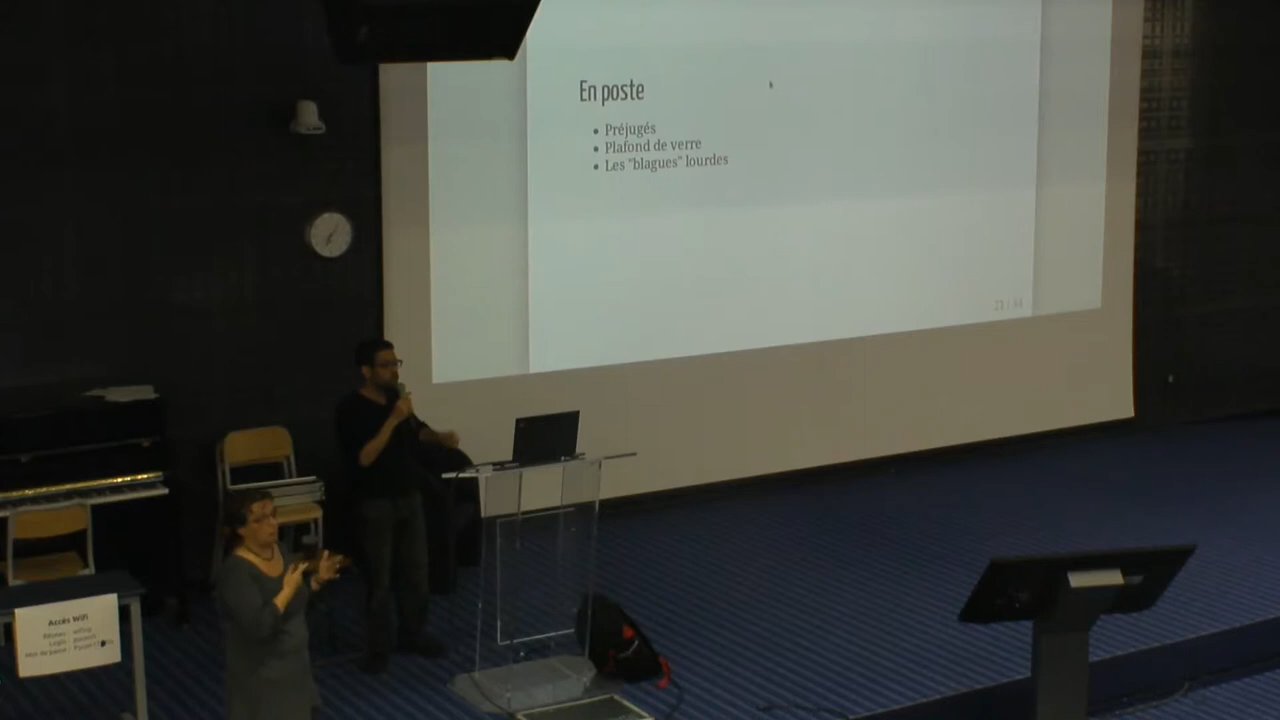 En poste
Préjugés
Plafond de verre
Les "blagues" lourdes
Accès WiFi